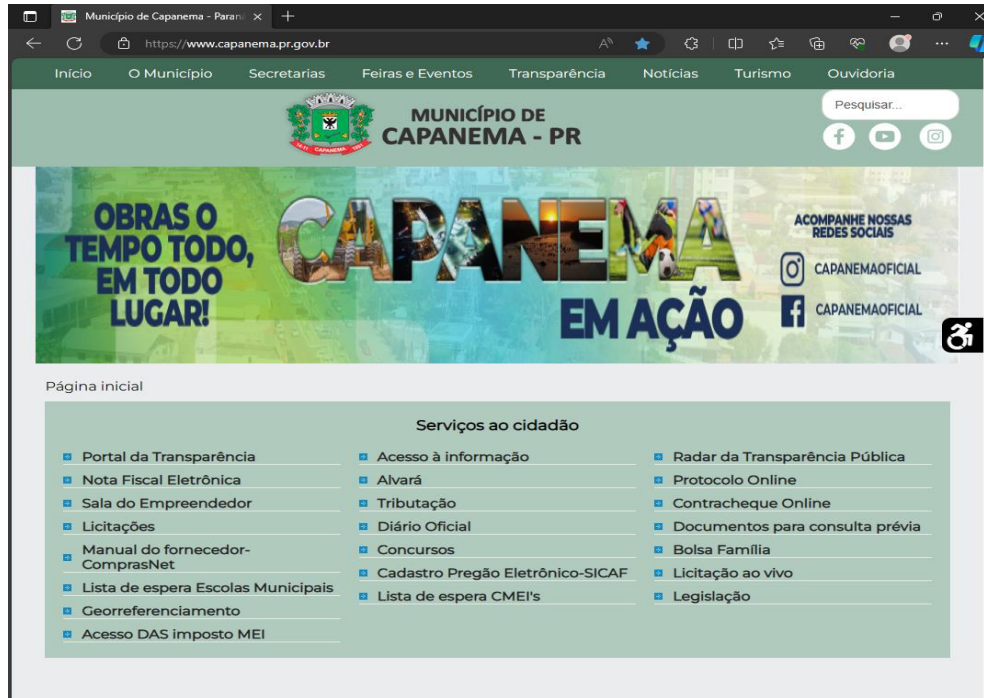 Município de Capanema - Paran
https://www.capanema.pr.gov.br
Início O Município Secretarias Feiras e Eventos Transparência Notícias Turismo Ouvidoria
MUNICÍPIO DE
CAPANEMA - PR
Pesquisar...
CAPANEMA
OBRAS O
TEMPO TODO,
EM TODO
LUGAR!
CAPANEMA
EM AÇÃO
ACOMPANHE NOSSAS
REDES SOCIAIS
CAPANEMAOFICIAL
CAPANEMAOFICIAL
Página inicial
Serviços ao cidadão
Portal da Transparência
Nota Fiscal Eletrônica
Sala do Empreendedor
Licitações
Manual do fornecedor-
ComprasNet
Lista de espera Escolas Municipais
Georreferenciamento
Acesso DAS imposto MEI
Acesso à informação
Alvará
Tributação
Diário Oficial
Concursos
Cadastro Pregão Eletrônico-SICAF
Lista de espera CMEI's
Radar da Transparência Pública
Protocolo Online
Contracheque Online
Documentos para consulta prévia
Bolsa Família
Licitação ao vivo
Legislação